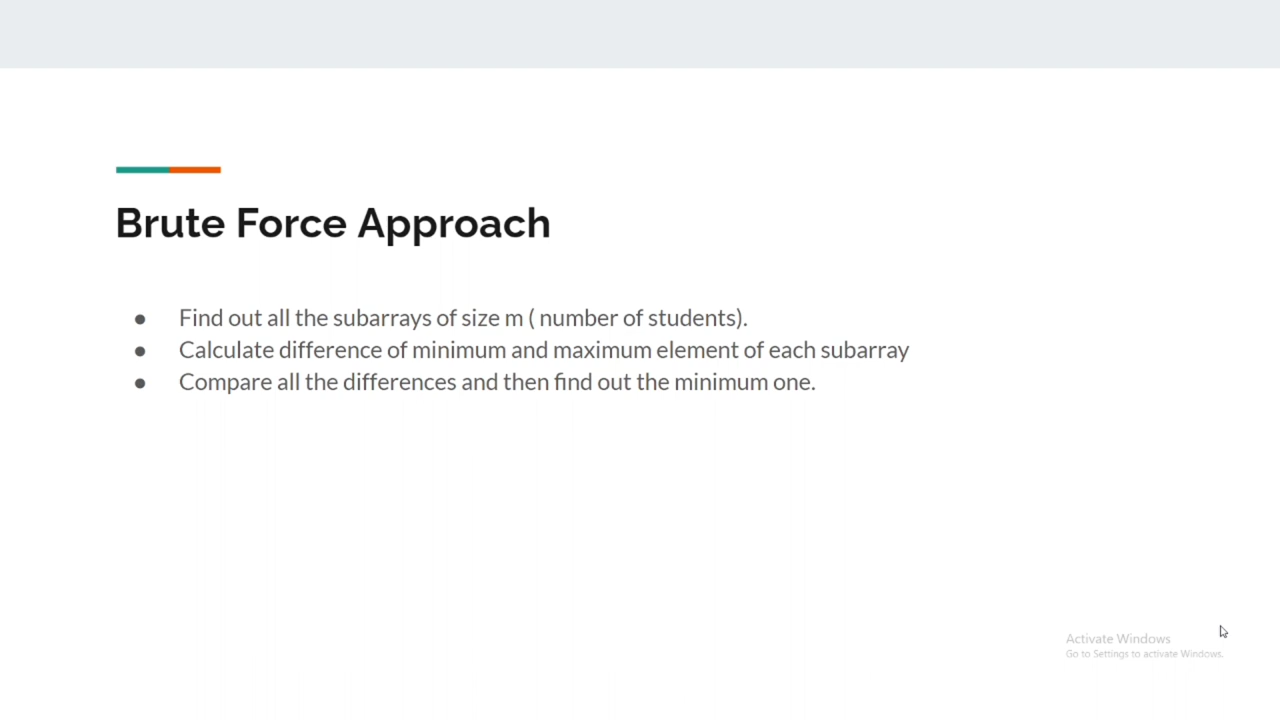 Brute Force Approach
● Find out all the subarrays of size m ( number of students).
● Calculate difference of minimum and maximum element of each subarray
● Compare all the differences and then find out the minimum one.
Activate Windows
Go to Settings to activate Windows.